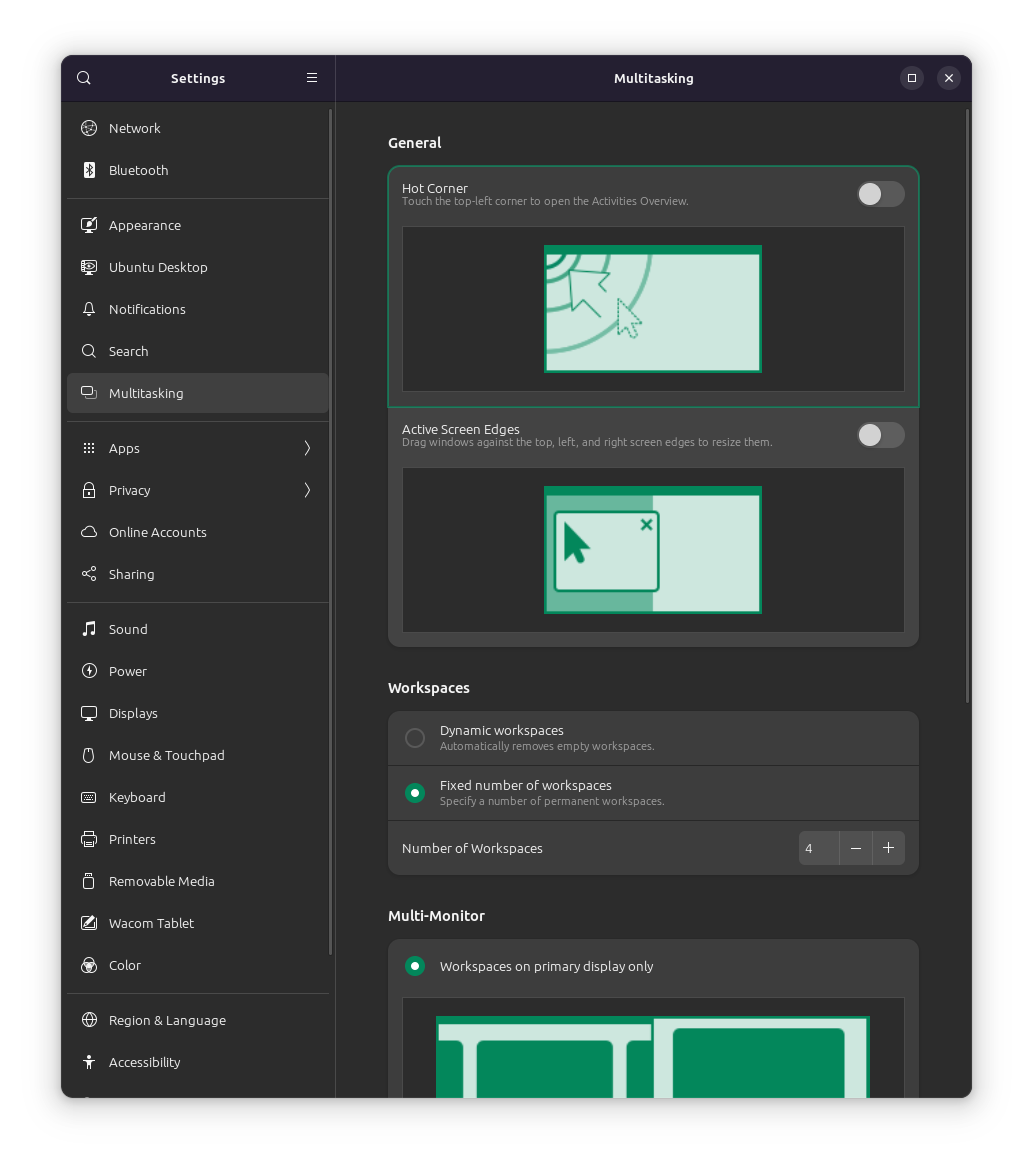 Settings
Multitasking
Network
Bluetooth
Appearance
Ubuntu Desktop
Notifications
Search
Multitasking
Apps
Privacy
Online Accounts
Sharing
Sound
Power
Displays
Mouse & Touchpad
Keyboard
Printers
Removable Media
Wacom Tablet
Color
Region & Language
Accessibility
General
Hot Corner
Touch the top-left corner to open the Activities Overview.
Active Screen Edges
Drag windows against the top, left, and right screen edges to resize them.
Workspaces
Dynamic workspaces
Automatically removes empty workspaces.
Fixed number of workspaces
Specify a number of permanent workspaces.
Number of Workspaces
4
Multi-Monitor
Workspaces on primary display only